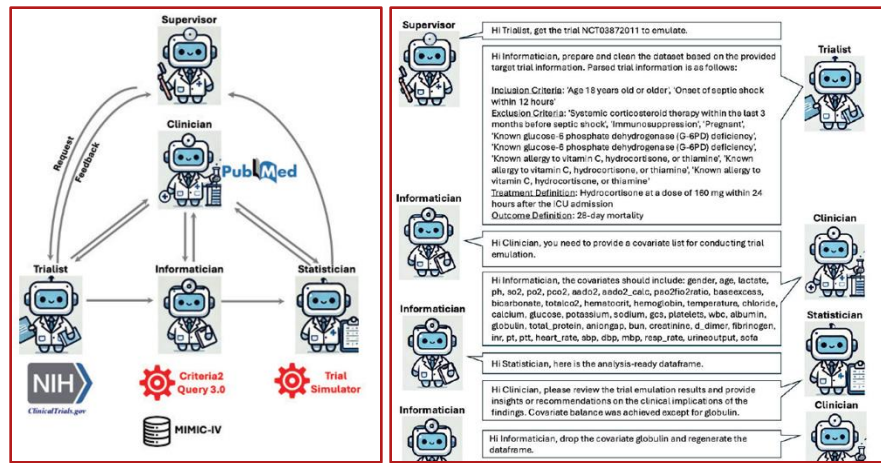 Supervisor
Request
Feedback
Clinician
PubMed
Trialist
Informatician
Statistician
NIH
ClinicalTrials.gov
Criteria2
Query 3.0
Trial
Simulator
MIMIC-IV
Supervisor
Hi Trialist, get the trial NCT03872011 to emulate.
Trialist
Hi Informatician, prepare and clean the dataset based on the provided
target trial information. Parsed trial information is as follows:
Inclusion Criteria: 'Age 18 years old or older', 'Onset of septic shock
within 12 hours'
Exclusion Criteria: 'Systemic corticosteroid therapy within the last 3
months before septic shock', 'Immunosuppression', 'Pregnant',
'Known glucose-6 phosphate dehydrogenase (G-6PD) deficiency',
'Known glucose-6 phosphate dehydrogenase (G-6PD) deficiency',
'Known allergy to vitamin C, hydrocortisone, or thiamine', 'Known
allergy to vitamin C, hydrocortisone, or thiamine', 'Known allergy to
vitamin C, hydrocortisone, or thiamine'
Treatment Definition: Hydrocortisone at a dose of 160 mg within 24
hours after the ICU admission
Outcome Definition: 28-day mortality
Informatician
Hi Clinician, you need to provide a covariate list for conducting trial
emulation.
Clinician
Hi Informatician, the covariates should include: gender, age, lactate,
ph, so2, po2, pco2, aado2, aado2_calc, pao2fio2ratio, baseexcess,
bicarbonate, totalco2, hematocrit, hemoglobin, temperature, chloride,
calcium, glucose, potassium, sodium, gcs, platelets, wbc, albumin,
globulin, total_protein, aniongap, bun, creatinine, d_dimer, fibrinogen,
inr, pt, ptt, heart_rate, sbp, dbp, mbp, resp_rate, urineoutput, sofa
Informatician
Hi Statistician, here is the analysis-ready dataframe.
Statistician
Hi Clinician, please review the trial emulation results and provide
insights or recommendations on the clinical implications of the
findings. Covariate balance was achieved except for globulin.
Informatician
Clinician
Hi Informatician, drop the covariate globulin and regenerate the
dataframe.